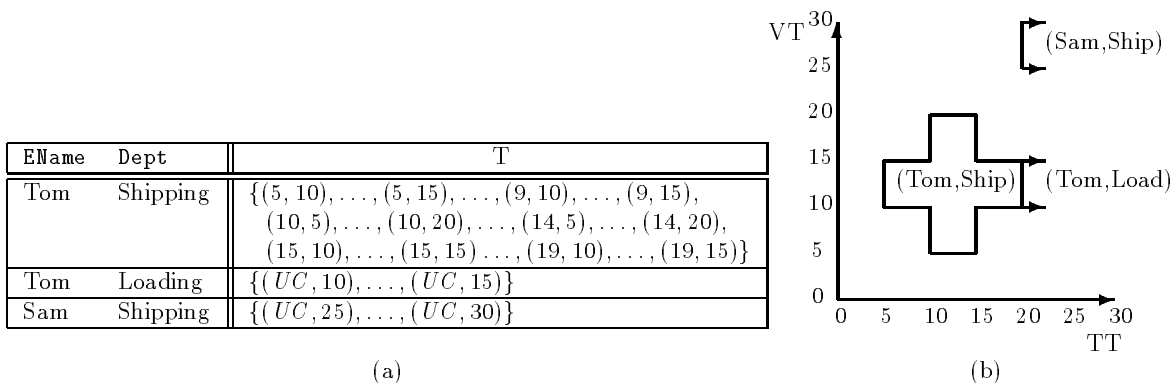 EName Dept T
Tom Shipping {(5, 10), . . . , (5, 15), . . . , (9, 10), . . . , (9, 15),
(10, 5), . . . , (10, 20), . . . , (14, 5), . . . , (14, 20),
(15, 10), . . . , (15, 15) . . . , (19, 10), . . . , (19, 15)}
Tom Loading {(UC, 10), . . . , (UC, 15)}
Sam Shipping {(UC, 25), . . . , (UC, 30)}
(a)
VT
30
25
20
15
10
5
0
(Sam,Ship)
(Tom,Ship)
(Tom,Load)
0 5 10 15 20 25 30
TT
(b)